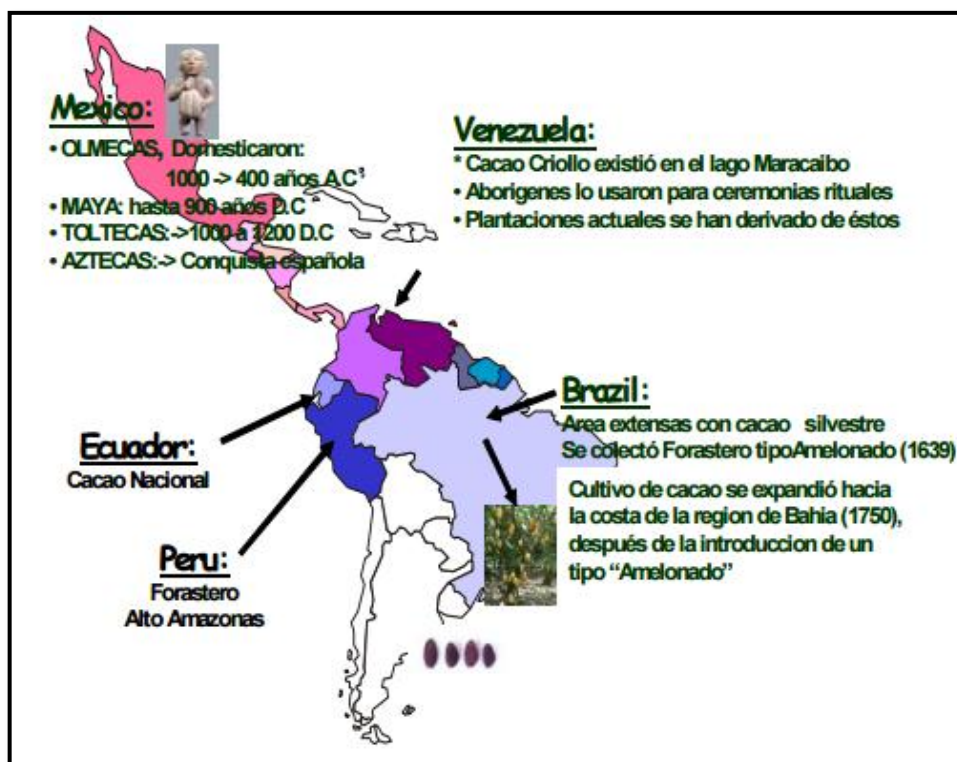 Mexico:
• OLMECAS, Domesticaron:
1000 -> 400 años A.C
• MAYA: hasta 900 años D.C
• TOLTECAS:->1000 a 1200 D.C
• AZTECAS:-> Conquista española
Venezuela:
* Cacao Criollo existió en el lago Maracaibo
• Aborigenes lo usaron para ceremonias rituales
• Plantaciones actuales se han derivado de éstos
Ecuador:
Cacao Nacional
Peru:
Forastero
Alto Amazonas
Brazil:
Area extensas con cacao silvestre
Se colectó Forastero tipoAmelonado (1639)
Cultivo de cacao se expandió hacia
la costa de la region de Bahia (1750),
después de la introduccion de un
tipo “Amelonado”